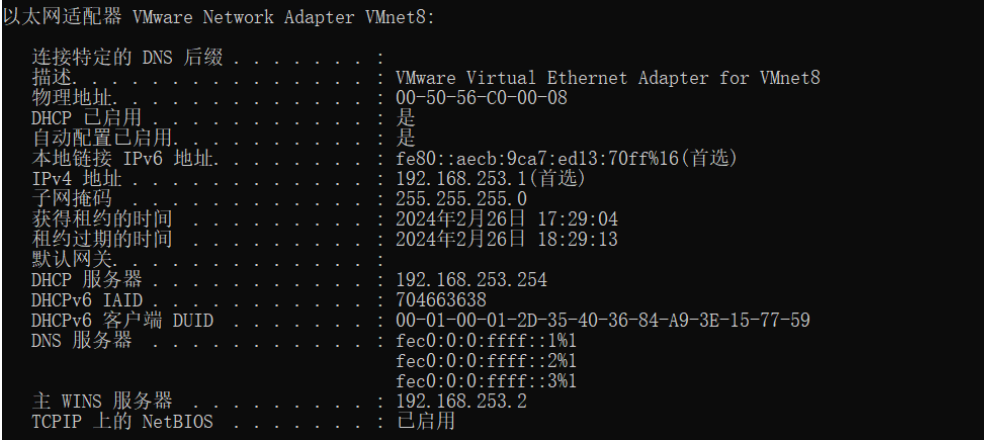 以太网适配器 VMware Network Adapter VMnet8:
连接特定的 DNS 后缀 . . . . . . . :
描述. . . . . . . . . . . . . . . : VMware Virtual Ethernet Adapter for VMnet8
物理地址. . . . . . . . . . . . . : 00-50-56-C0-00-08
DHCP 已启用 . . . . . . . . . . . : 是
自动配置已启用. . . . . . . . . . : 是
本地链接 IPv6 地址. . . . . . . . : fe80::aecb:9ca7:ed13:70ff%16(首选)
IPv4 地址 . . . . . . . . . . . . : 192.168.253.1(首选)
子网掩码  . . . . . . . . . . . . : 255.255.255.0
获得租约的时间  . . . . . . . . . : 2024年2月26日 17:29:04
租约过期的时间  . . . . . . . . . : 2024年2月26日 18:29:13
默认网关. . . . . . . . . . . . . :
DHCP 服务器 . . . . . . . . . . . : 192.168.253.254
DHCPv6 IAID . . . . . . . . . . . : 704663638
DHCPv6 客户端 DUID  . . . . . . . : 00-01-00-01-2D-35-40-36-84-A9-3E-15-77-59
DNS 服务器  . . . . . . . . . . . : fec0:0:0:ffff::1%1
fec0:0:0:ffff::2%1
fec0:0:0:ffff::3%1
主 WINS 服务器  . . . . . . . . . : 192.168.253.2
TCPIP 上的 NetBIOS  . . . . . . . : 已启用